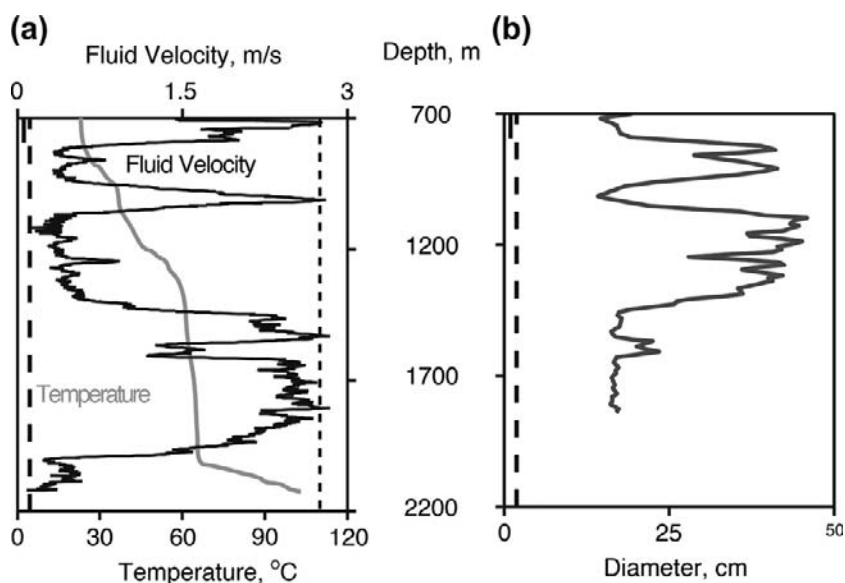 (a)
Fluid Velocity, m/s
0 1.5 3
Fluid Velocity
Temperature
0 30 60 90 120
Temperature, °C
Depth, m
700
1200
1700
2200
(b)
0 25 50
Diameter, cm